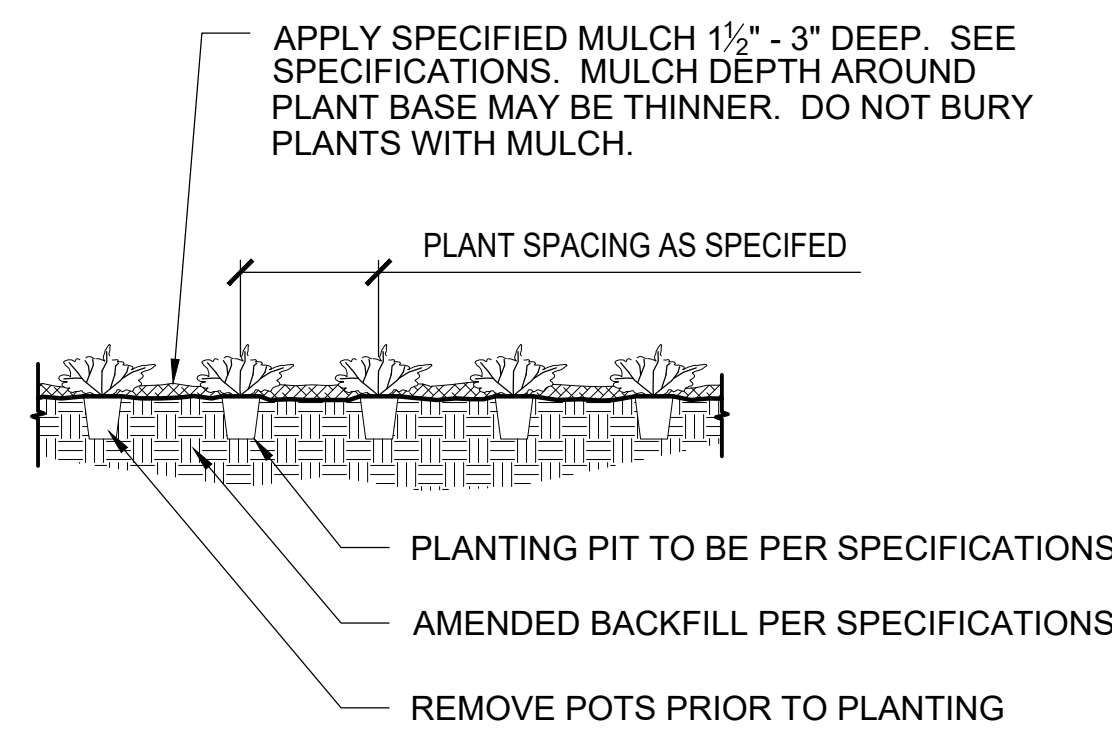 APPLY SPECIFIED MULCH 1½" - 3" DEEP. SEE
SPECIFICATIONS. MULCH DEPTH AROUND
PLANT BASE MAY BE THINNER. DO NOT BURY
PLANTS WITH MULCH.
PLANT SPACING AS SPECIFED
PLANTING PIT TO BE PER SPECIFICATIONS
AMENDED BACKFILL PER SPECIFICATIONS
REMOVE POTS PRIOR TO PLANTING